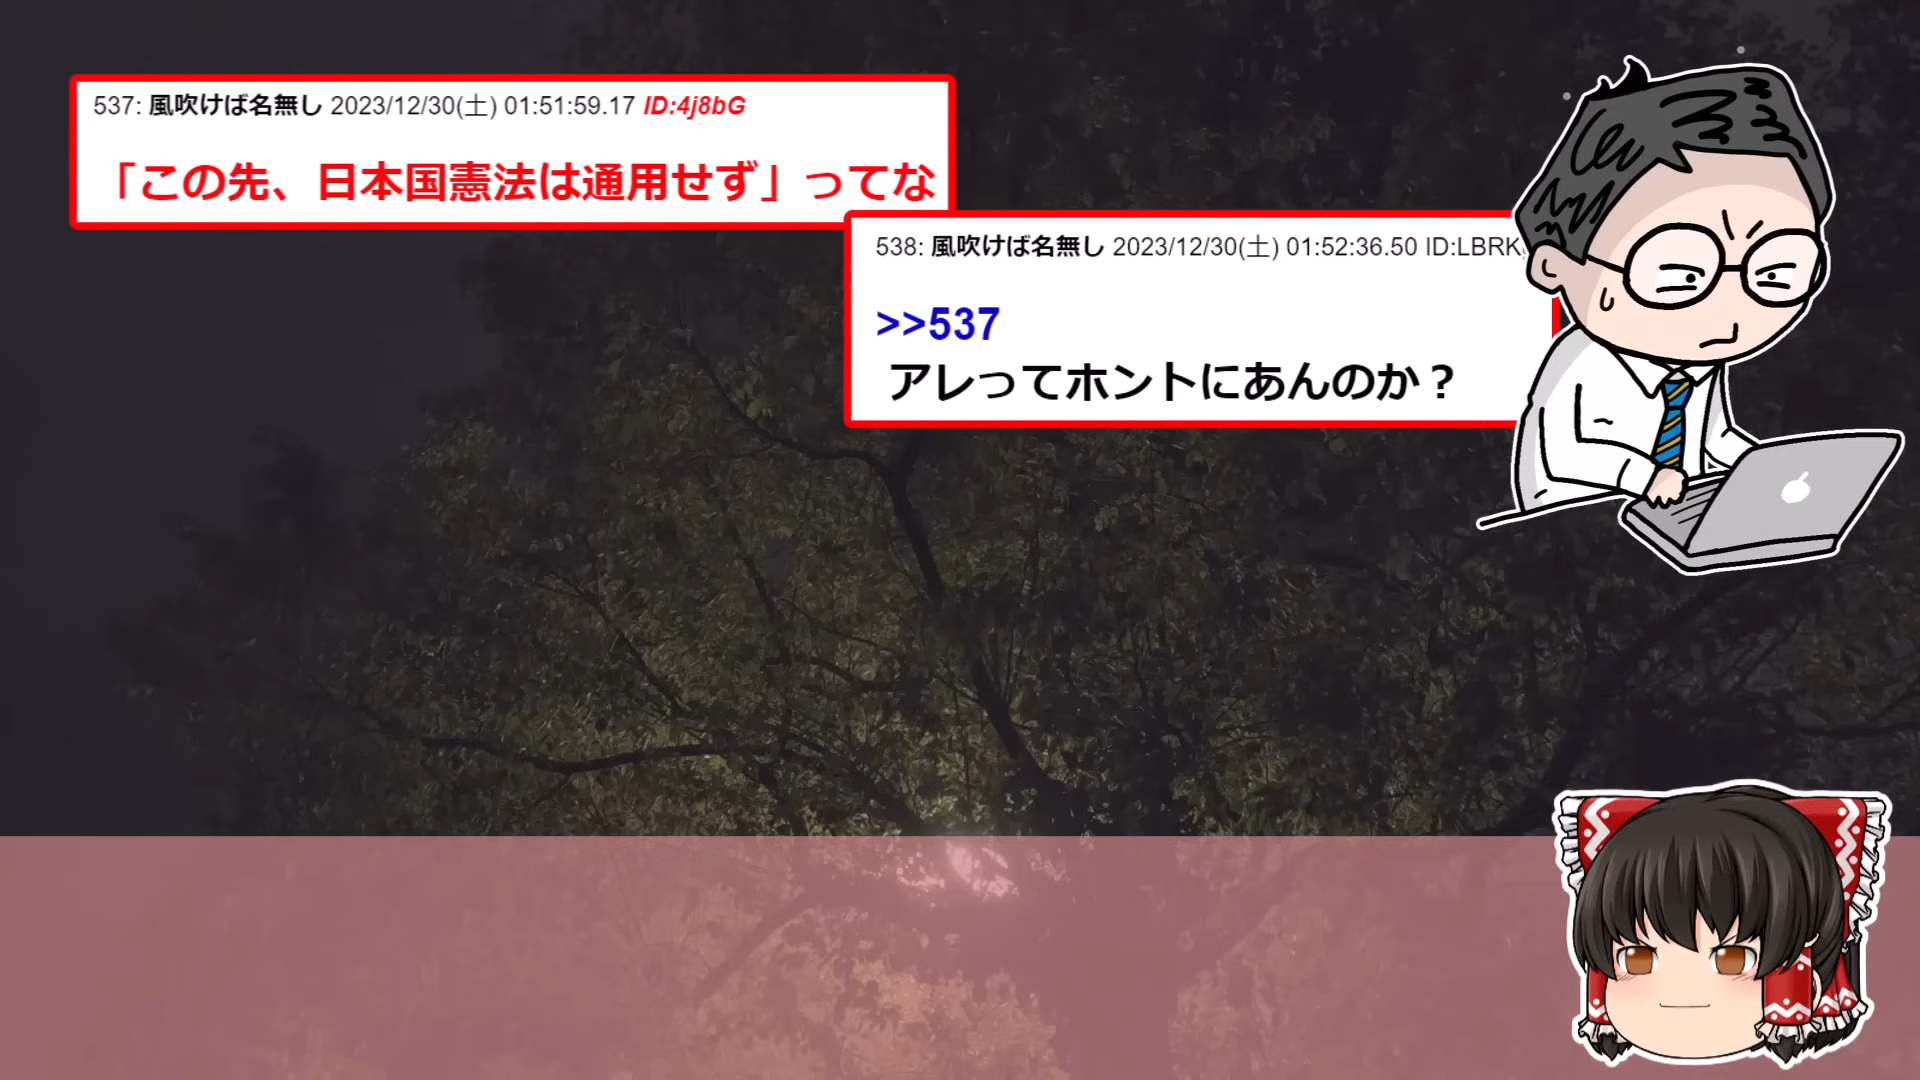 537: 風吹けば名無し 2023/12/30(土) 01:51:59.17 ID:4j8bG
「この先、日本国憲法は通用せず」ってな
538: 風吹けば名無し 2023/12/30(土) 01:52:36.50 ID:LBRK
>>537
アレってホントにあんのか？